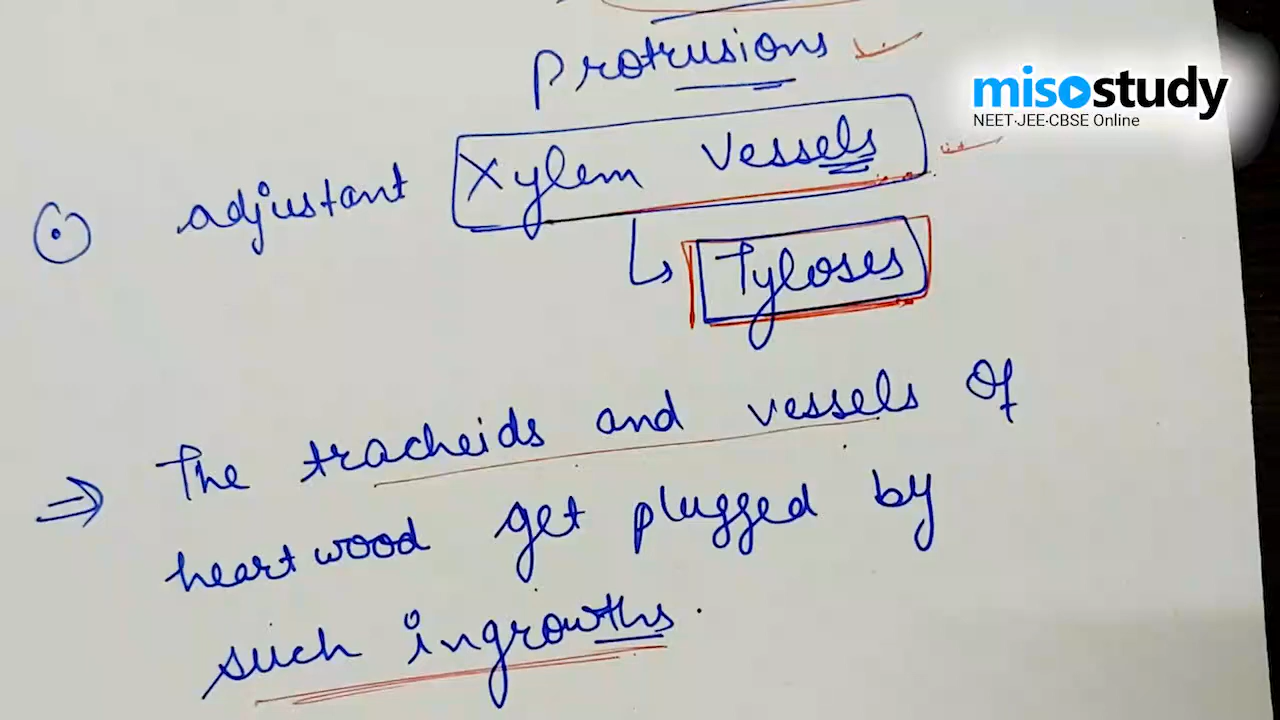 Protrusions
misostudy
NEET·JEE·CBSE Online
adjustant Xylem Vessels
Tyloses
The tracheids and vessels of
heartwood get plugged by
such ingrowths.